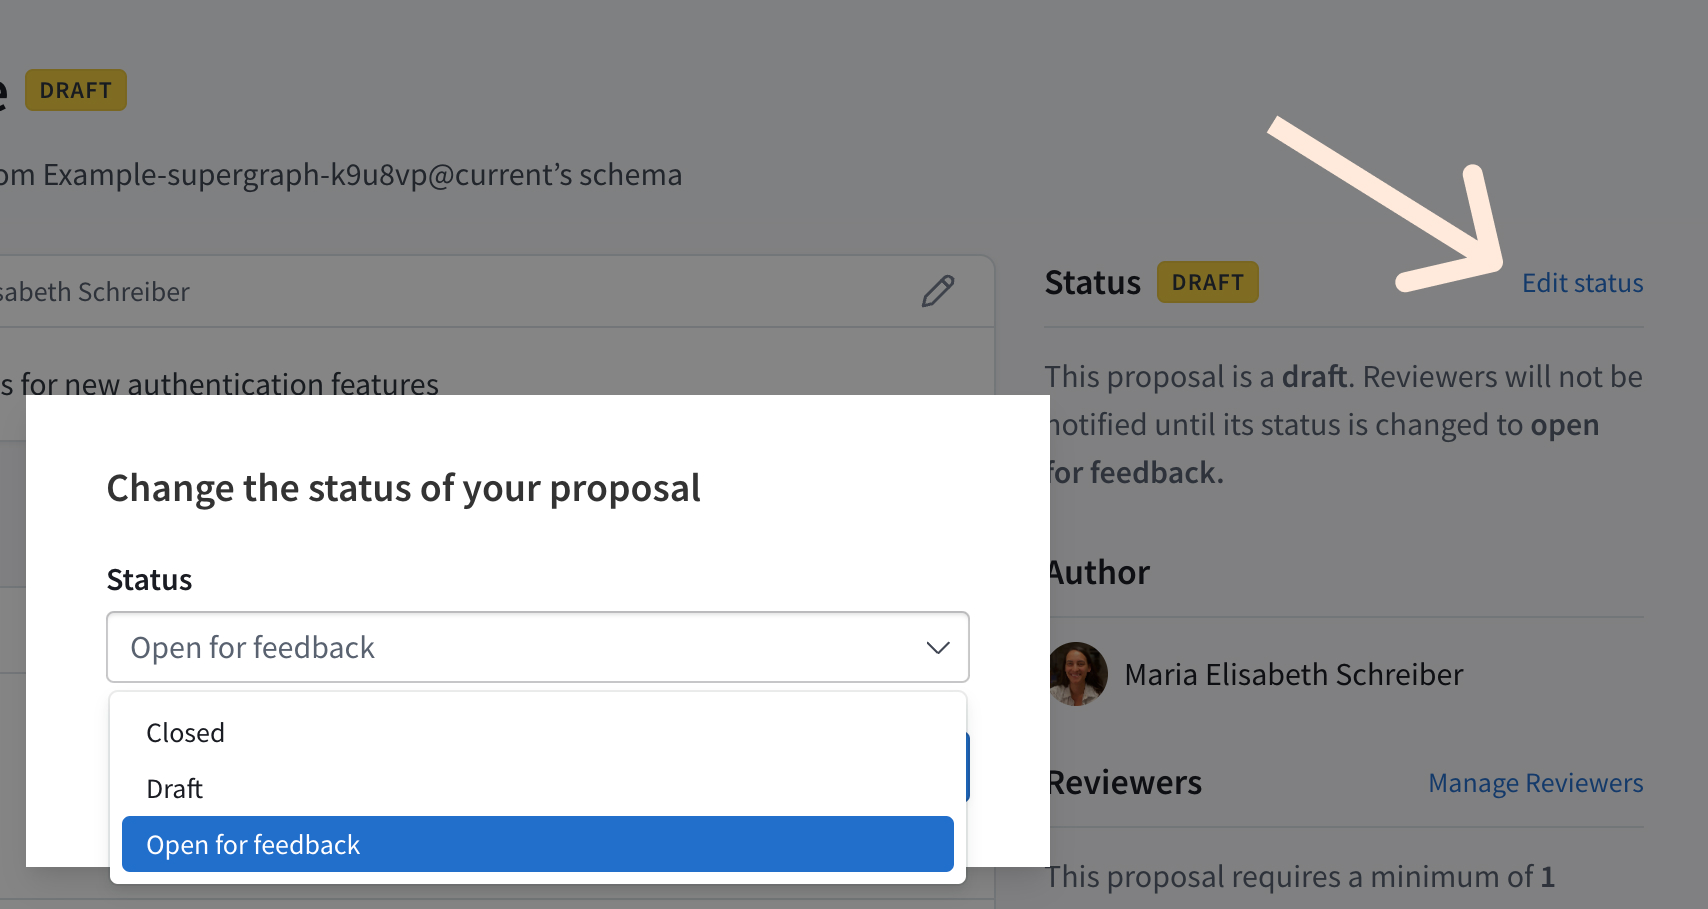 DRAFT
Example-supergraph-k9u8vp@current’s schema
Schreiber
for new authentication features
Status DRAFT Edit status
This proposal is a draft. Reviewers will not be
notified until its status is changed to open
for feedback.
Change the status of your proposal
Status
Open for feedback
Closed
Draft
Open for feedback
Author
Maria Elisabeth Schreiber
Reviewers Manage Reviewers
This proposal requires a minimum of 1